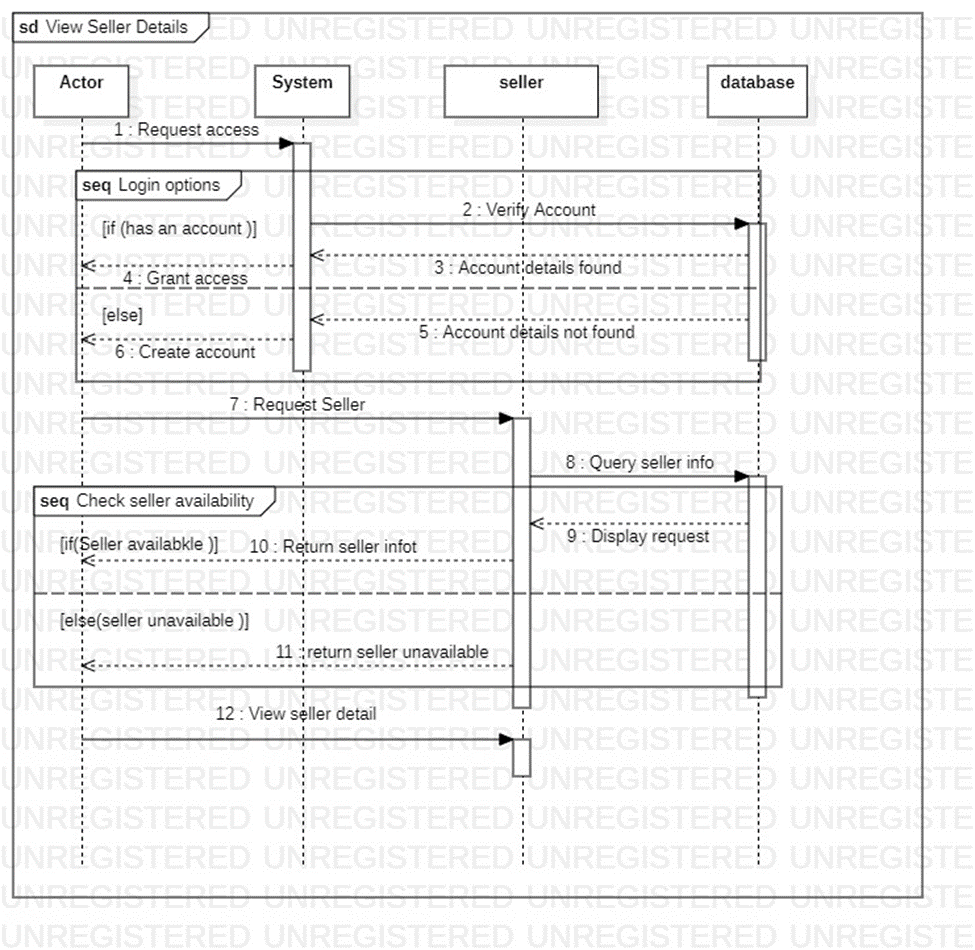 sd View Seller Details
Actor
System
seller
database
1 : Request access
seq Login options
2 : Verify Account
[if (has an account )]
3 : Account details found
4 : Grant access
[else]
5 : Account details not found
6 : Create account
7 : Request Seller
8 : Query seller info
seq Check seller availability
9 : Display request
[if(Seller availabkle )]
10 : Return seller infot
[else(seller unavailable )]
11 : return seller unavailable
12 : View seller detail
UNREGISTERED